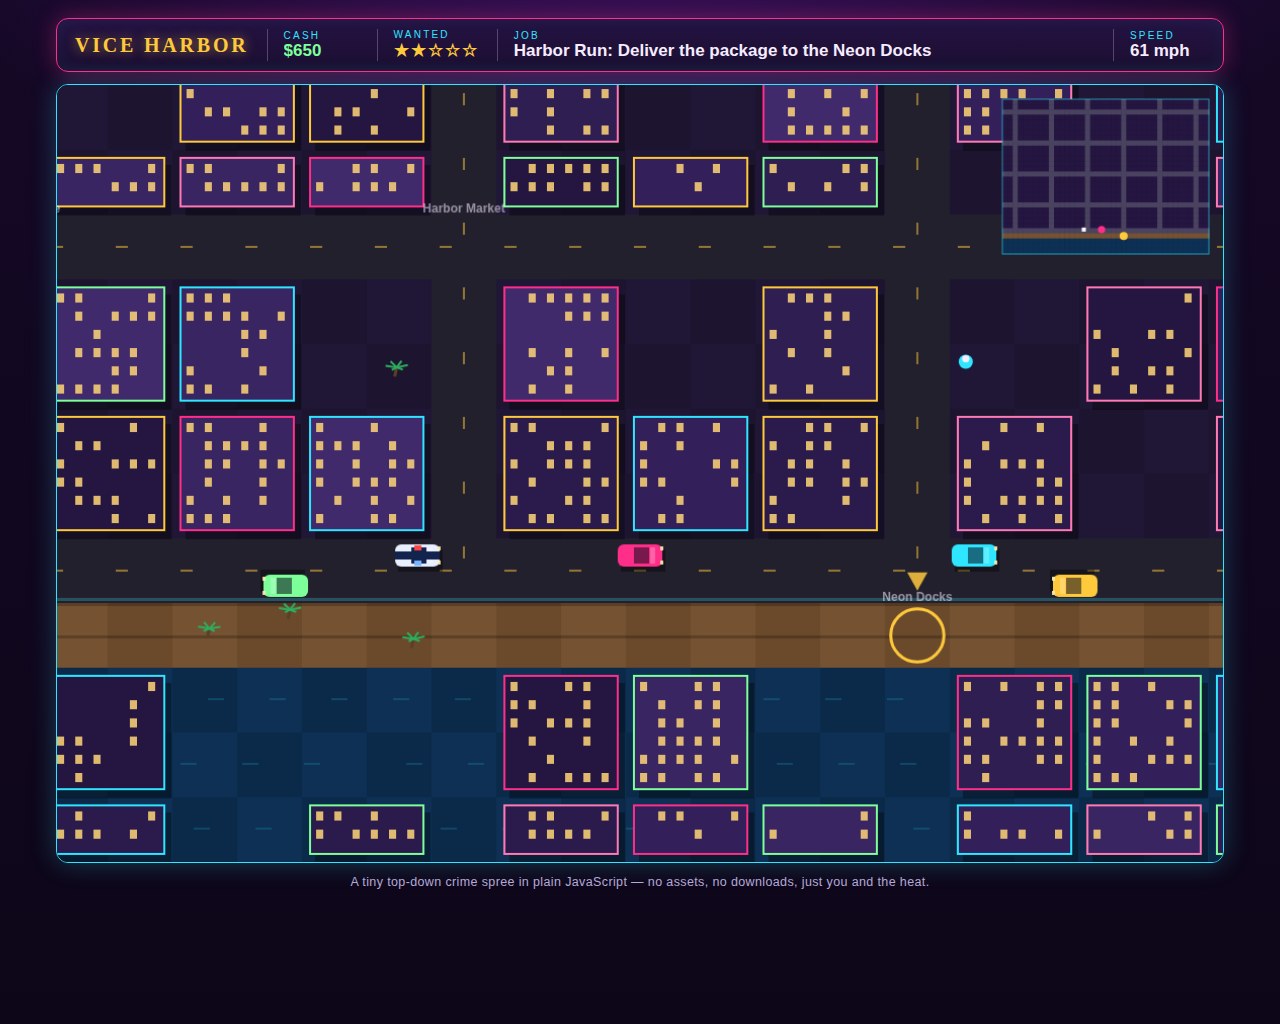 VICE HARBOR
CASH
$650
WANTED
★★☆☆☆
JOB
Harbor Run: Deliver the package to the Neon Docks
SPEED
61 mph
Harbor Market
Neon Docks
A tiny top-down crime spree in plain JavaScript — no assets, no downloads, just you and the heat.